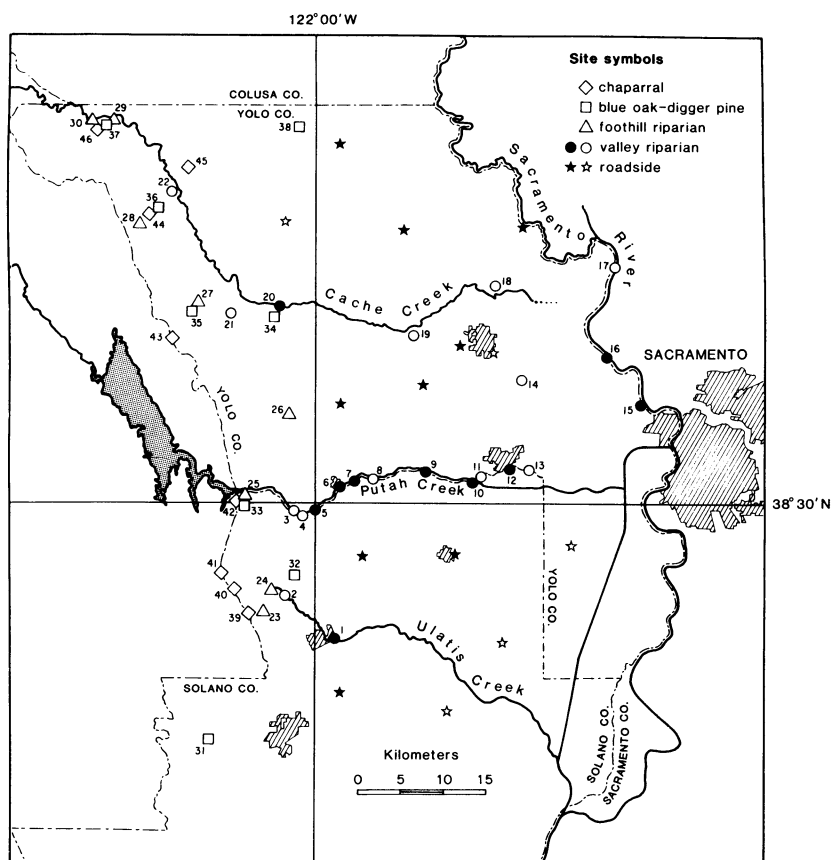 122°00'W
Site symbols
chaparral
blue oak-digger pine
foothill riparian
valley riparian
roadside
COLUSA CO.
YOLO CO.
38
29
30
37
46
45
22
36
44
28
Sacramento
River
17
27
35
21
20
34
Cache Creek
18
19
43
16
SACRAMENTO
15
14
YOLO CO.
26
25
42
33
3
4
5
6
7
8
9
10
11
12
13
Putah Creek
38°30'N
41
40
39
24
2
23
32
1
YOLO CO.
Ulatis Creek
SOLANO CO.
31
Kilometers
0 5 10 15
SOLANO CO.
SACRAMENTO CO.